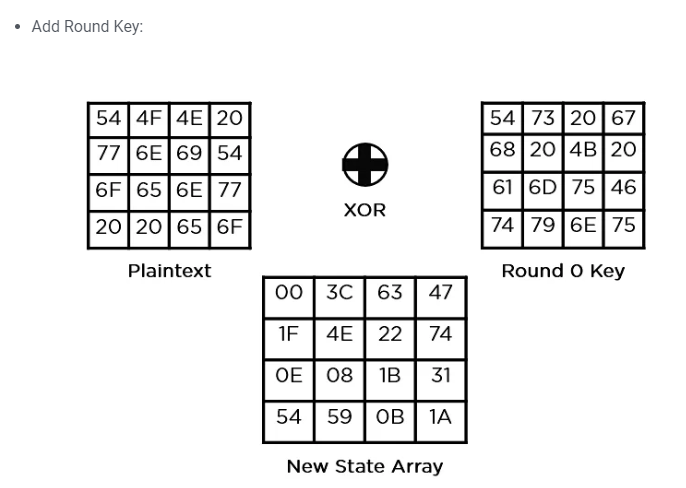 • Add Round Key:
54 4F 4E 20
77 6E 69 54
6F 65 6E 77
20 20 65 6F
Plaintext
XOR
54 73 20 67
68 20 4B 20
61 6D 75 46
74 79 6E 75
Round 0 Key
00 3C 63 47
1F 4E 22 74
0E 08 1B 31
54 59 0B 1A
New State Array